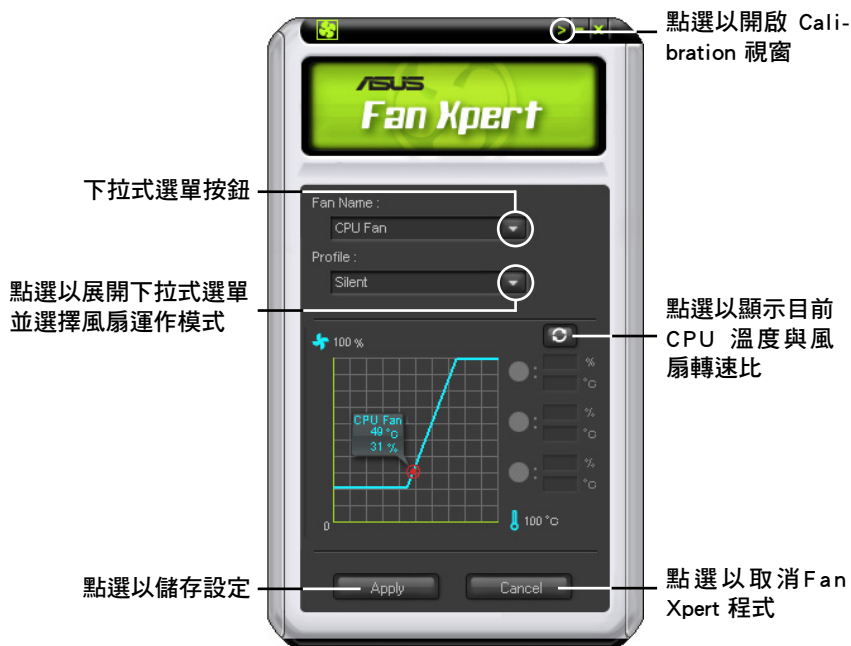 點選以開啟 Cali-
bration 視窗
ASUS
Fan Xpert
下拉式選單按鈕
Fan Name :
CPU Fan
Profile :
Silent
點選以展開下拉式選單
並選擇風扇運作模式
點選以顯示目前
CPU 溫度與風
扇轉速比
100 %
%
°C
%
°C
%
°C
CPU Fan
49 °C
31 %
0
100 °C
點選以儲存設定
Apply
Cancel
點選以取消Fan
Xpert 程式